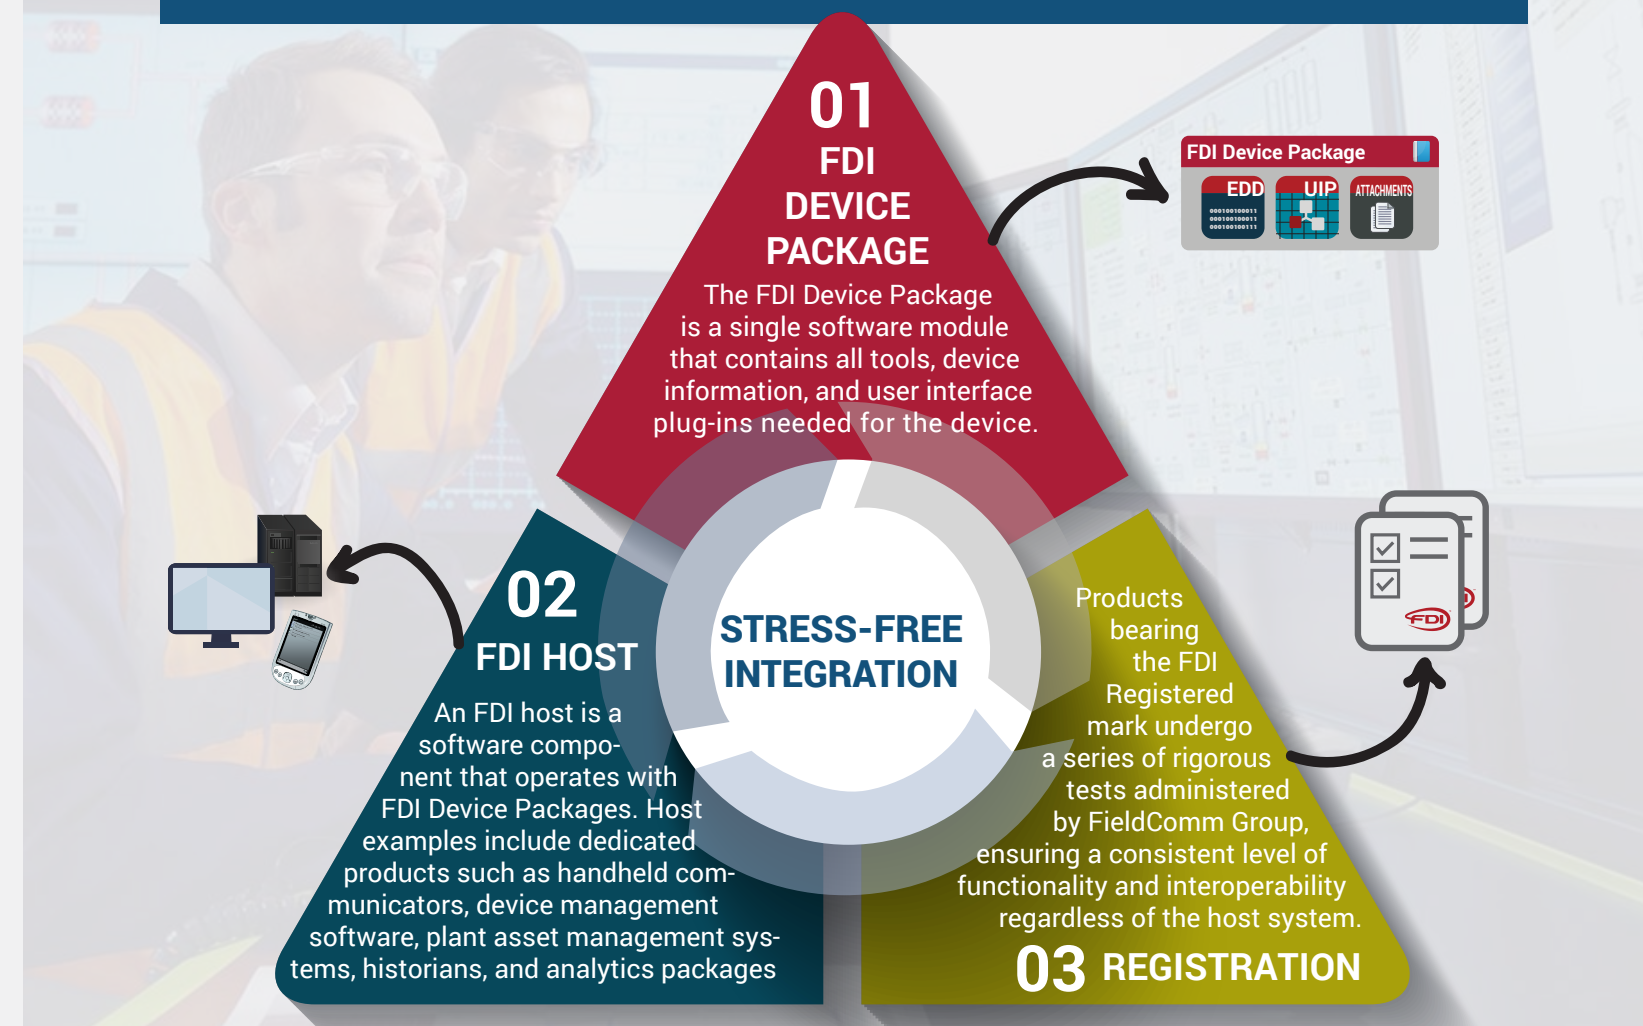 01
FDI
DEVICE
PACKAGE
The FDI Device Package
is a single software module
that contains all tools, device
information, and user interface
plug-ins needed for the device.
FDI Device Package
EDD
UIP
ATTACHMENTS
000100100011
000100100011
000100100111
02
FDI HOST
An FDI host is a
software compo-
nent that operates with
FDI Device Packages. Host
examples include dedicated
products such as handheld com-
municators, device management
software, plant asset management sys-
tems, historians, and analytics packages
STRESS-FREE
INTEGRATION
Products
bearing
the FDI
Registered
mark undergo
a series of rigorous
tests administered
by FieldComm Group,
ensuring a consistent level of
functionality and interoperability
regardless of the host system.
03 REGISTRATION
FDI